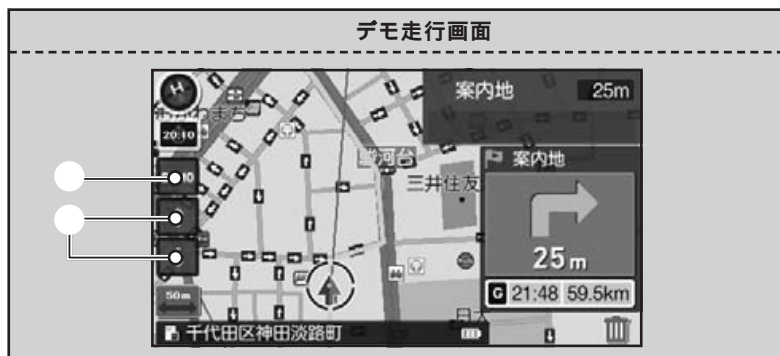 デモ走行画面
案内地 25m
20:10
駿河台
案内地
三井住友
25m
G 21:48 59.5km
50m
千代田区神田淡路町